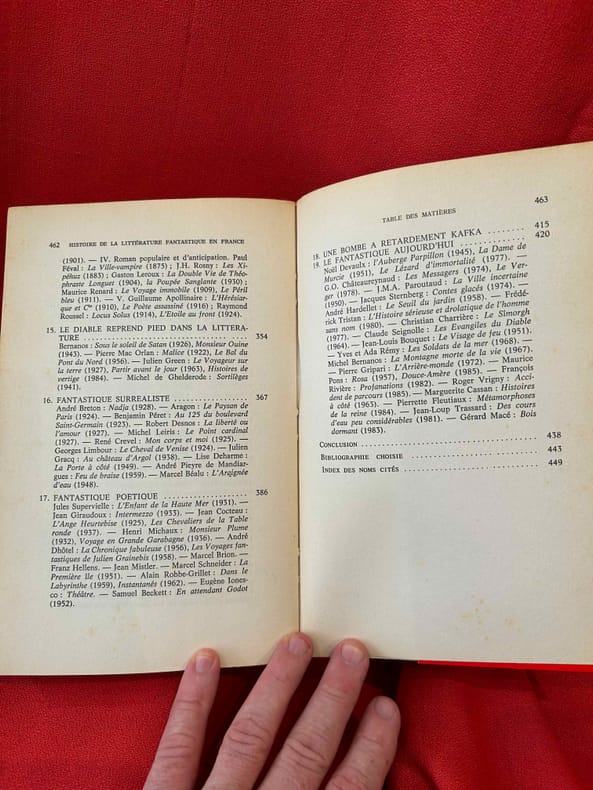 462 HISTOIRE DE LA LITTÉRATURE FANTASTIQUE EN FRANCE
(1901). — IV. Roman populaire et d'anticipation. Paul
Féval : La Ville-vampire (1875) ; J.H. Rosny : Les Xi-
péhuz (1883) ; Gaston Leroux : La Double Vie de Théo-
phraste Longuet (1904), la Poupée Sanglante (1930) ;
Maurice Renard : Le Voyage immobile (1909), Le Péril
bleu (1911). — V. Guillaume Apollinaire : L'Hérésiar-
que et Cie (1910), Le Poète assassiné (1916) ; Raymond
Roussel : Locus Solus (1914), L'Etoile au front (1924).
15. LE DIABLE REPREND PIED DANS LA LITTERA-
TURE .................................... 354
Bernanos : Sous le soleil de Satan (1926), Monsieur Ouine
(1943). — Pierre Mac Orlan : Malice (1922), Le Bal du
Pont du Nord (1956). — Julien Green : Le Voyageur sur
la terre (1927), Partir avant le jour (1963), Histoires de
vertige (1984). — Michel de Ghelderode : Sortilèges
(1941).
16. FANTASTIQUE SURREALISTE ............ 367
André Breton : Nadja (1928). — Aragon : Le Paysan de
Paris (1924). — Benjamin Péret : Au 125 du boulevard
Saint-Germain (1923). — Robert Desnos : La liberté ou
l'amour (1927). — Michel Leiris : Le Point cardinal
(1927). — René Crevel : Mon corps et moi (1925). —
Georges Limbour : Le Cheval de Venise (1924). — Julien
Gracq : Au château d'Argol (1938). — Lise Deharme :
La Porte à côté (1949). — André Pieyre de Mandiar-
gues : Feu de braise (1959). — Marcel Béalu : L'Araignée
d'eau (1948).
17. FANTASTIQUE POETIQUE ................ 386
Jules Supervielle : L'Enfant de la Haute Mer (1931). —
Jean Giraudoux : Intermezzo (1933). — Jean Cocteau :
L'Ange Heurtebise (1925), Les Chevaliers de la Table
ronde (1937). — Henri Michaux : Monsieur Plume
(1932), Voyage en Grande Garabagne (1936). — André
Dhôtel : La Chronique fabuleuse (1956), Les Voyages fan-
tastiques de Julien Grainebis (1958). — Marcel Brion. —
Franz Hellens. — Jean Mistler. — Marcel Schneider : La
Première île (1951). — Alain Robbe-Grillet : Dans le
Labyrinthe (1959), Instantanés (1962). — Eugène Iones-
co : Théâtre. — Samuel Beckett : En attendant Godot
(1952).
TABLE DES MATIÈRES 463
18. UNE BOMBE A RETARDEMENT KAFKA ...... 415
19. LE FANTASTIQUE AUJOURD'HUI .......... 420
Noël Devaulx : l'Auberge Parpillon (1945), La Dame de
Murcie (1951), Le Lézard d'immortalité (1977). —
G.O. Châteaureynaud : Les Messagers (1974), Le Ver-
ger (1978). — J.M.A. Paroutaud : La Ville incertaine
(1950). — Jacques Sternberg : Contes glacés (1974). —
André Hardellet : Le Seuil du jardin (1958). — Frédé-
rick Tristan : L'Histoire sérieuse et drolatique de l'homme
sans nom (1980). — Christian Charrière : Le Simorgh
(1977). — Claude Seignolle : Les Evangiles du Diable
(1964). — Jean-Louis Bouquet : Le Visage de feu (1951).
— Yves et Ada Rémy : Les Soldats de la mer (1968). —
Michel Bernanos : La Montagne morte de la vie (1967).
— Pierre Gripari : L'Arrière-monde (1972). — Maurice
Pons : Rosa (1957), Douce-Amère (1985). — François
Rivière : Profanations (1982). — Roger Vrigny : Acci-
dent de parcours (1985). — Marguerite Cassan : Histoires
à côté (1965). — Pierrette Fleutiaux : Métamorphoses
de la reine (1984). — Jean-Loup Trassard : Des cours
d'eau peu considérables (1981). — Gérard Macé : Bois
dormant (1983).
CONCLUSION ........................................ 438
BIBLIOGRAPHIE CHOISIE ............................ 443
INDEX DES NOMS CITÉS ............................. 449